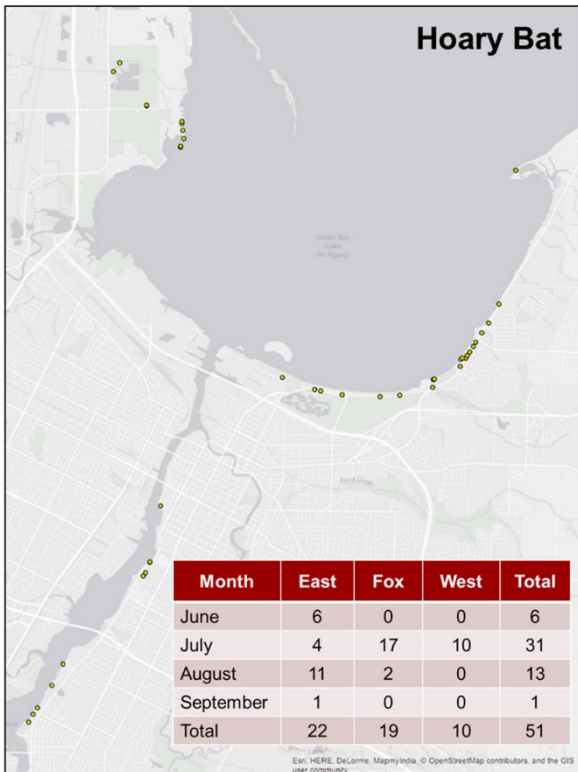 Hoary Bat
Green Bay
(Lake
Michigan)
Month East Fox West Total
June 6 0 0 6
July 4 17 10 31
August 11 2 0 13
September 1 0 0 1
Total 22 19 10 51
Esri, HERE, DeLorme, MapmyIndia, © OpenStreetMap contributors, and the GIS
user community